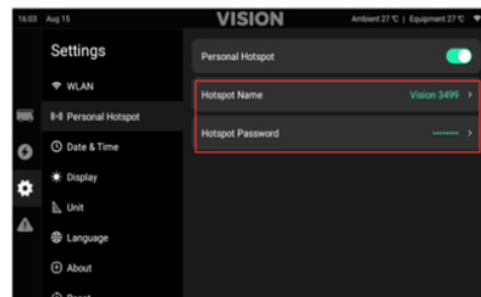 16:03 Aug 15 VISION Ambient 27 ℃ | Equipment 27 ℃
Settings
WLAN
Personal Hotspot
Date & Time
Display
Unit
Language
About
Reset
Personal Hotspot
Hotspot Name Vision 3499 >
Hotspot Password ········ >